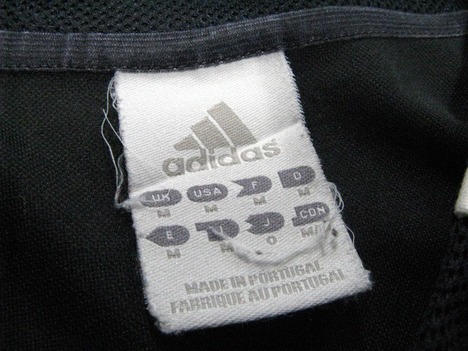 adidas
UK USA F D
M M M M
E I J CDN
M M O M/M
MADE IN PORTUGAL
FABRIQUE AU PORTUGAL